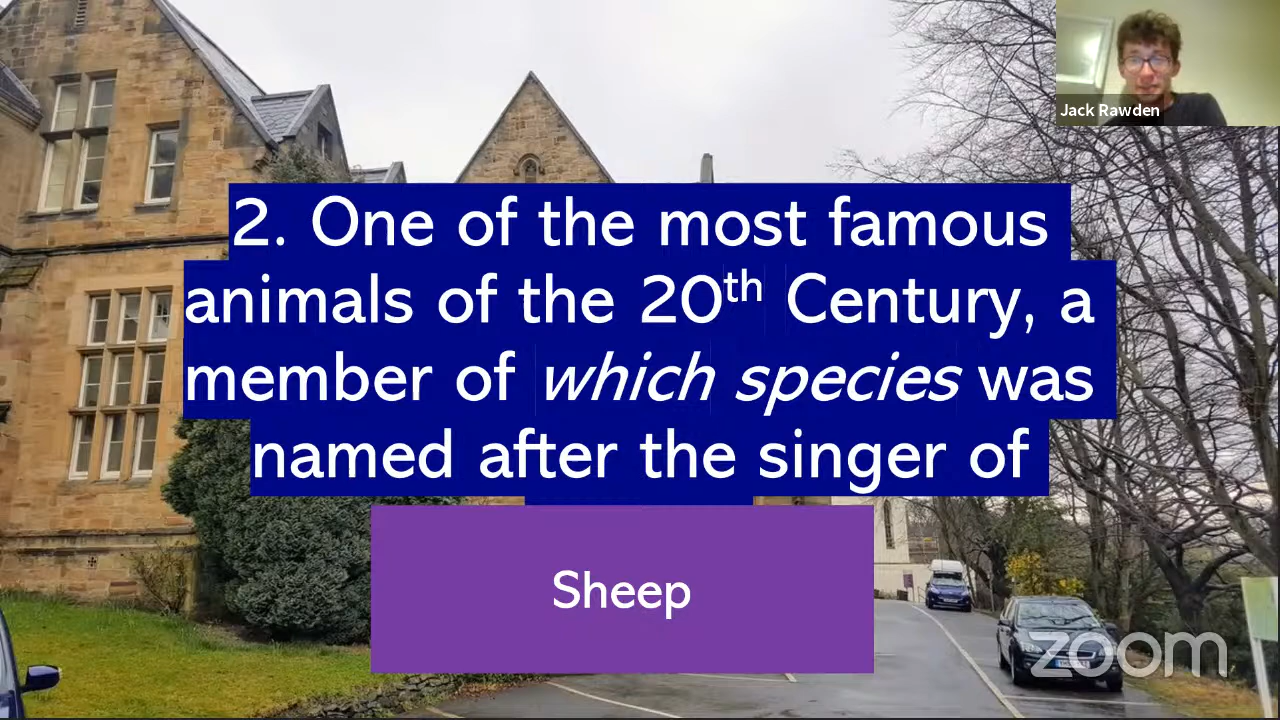 Jack Rawden
2. One of the most famous
animals of the 20th Century, a
member of which species was
named after the singer of
Sheep
zoom